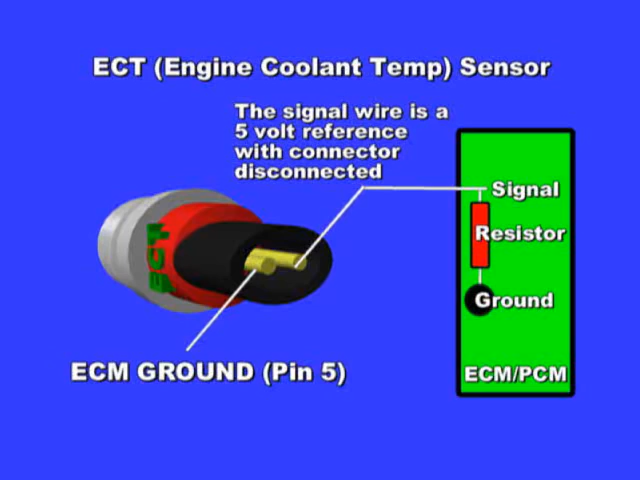 ECT (Engine Coolant Temp) Sensor
The signal wire is a
5 volt reference
with connector
disconnected
Signal
Resistor
Ground
ECT
ECM GROUND (Pin 5)
ECM/PCM